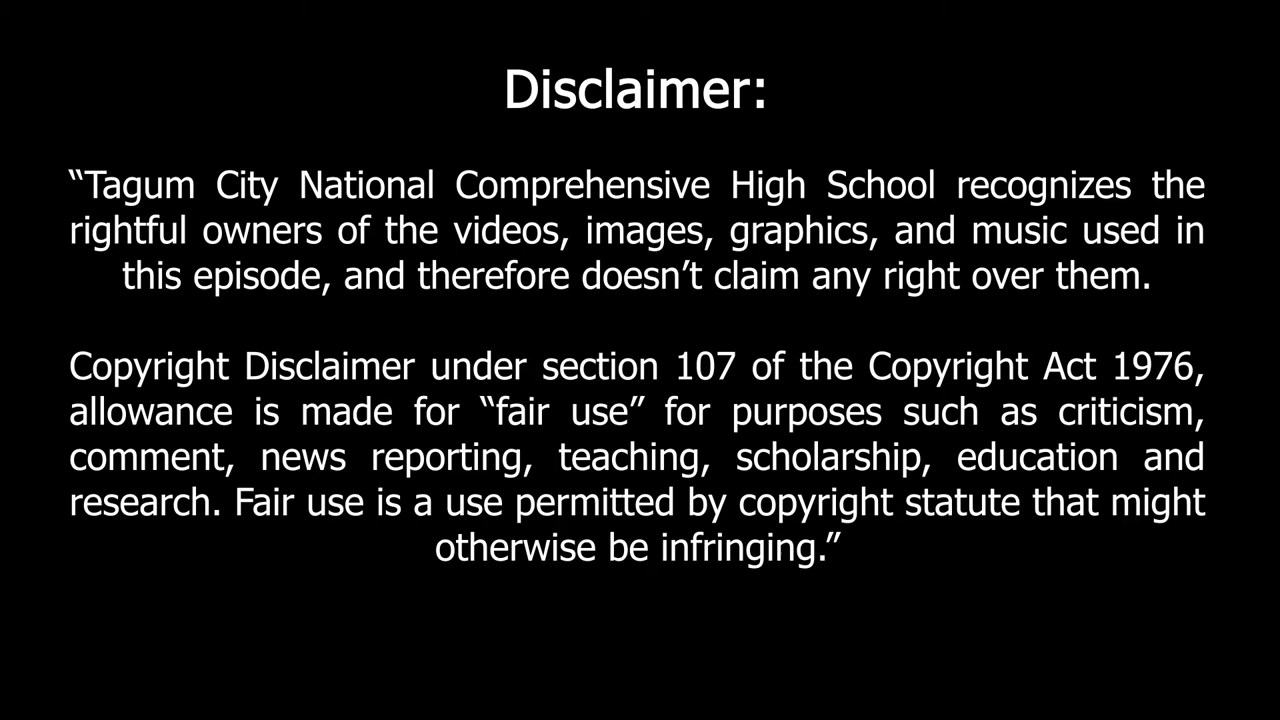 Disclaimer:
“Tagum City National Comprehensive High School recognizes the
rightful owners of the videos, images, graphics, and music used in
this episode, and therefore doesn’t claim any right over them.
Copyright Disclaimer under section 107 of the Copyright Act 1976,
allowance is made for “fair use” for purposes such as criticism,
comment, news reporting, teaching, scholarship, education and
research. Fair use is a use permitted by copyright statute that might
otherwise be infringing.”